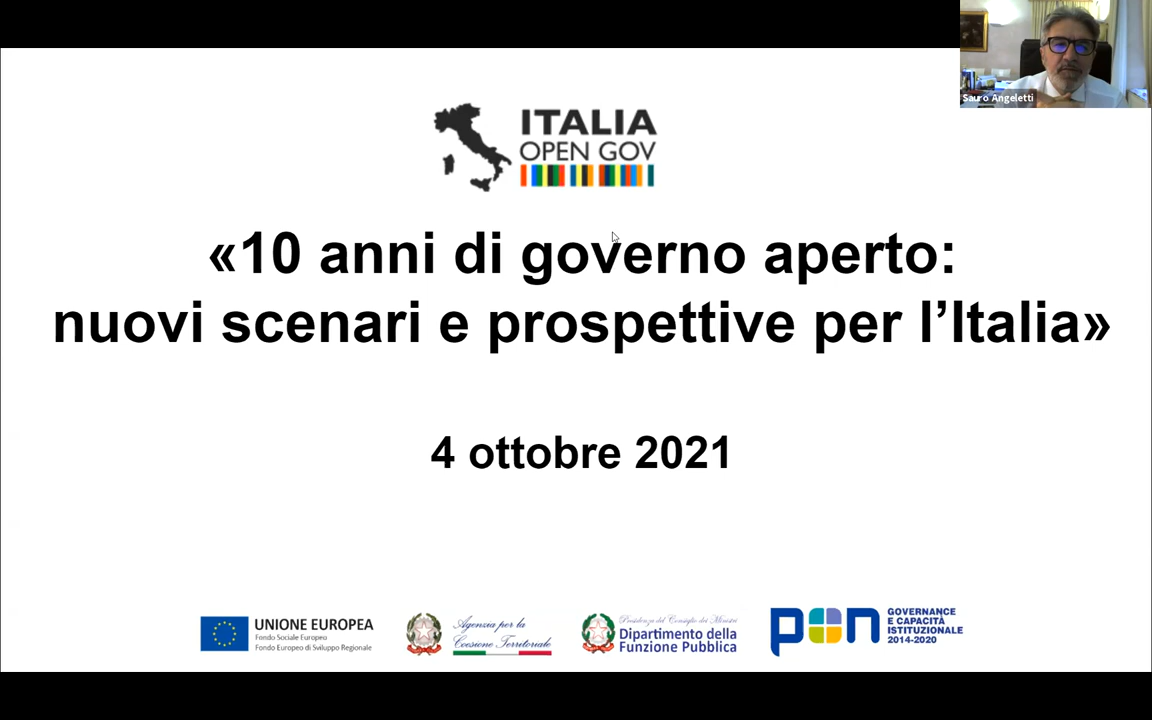 Sauro Angeletti
ITALIA
OPEN GOV
«10 anni di governo aperto:
nuovi scenari e prospettive per l’Italia»
4 ottobre 2021
UNIONE EUROPEA
Fondo Sociale Europeo
Fondo Europeo di Sviluppo Regionale
Agenzia per la
Coesione Territoriale
Presidenza del Consiglio dei Ministri
Dipartimento della
Funzione Pubblica
pon
GOVERNANCE
E CAPACITÀ
ISTITUZIONALE
2014-2020